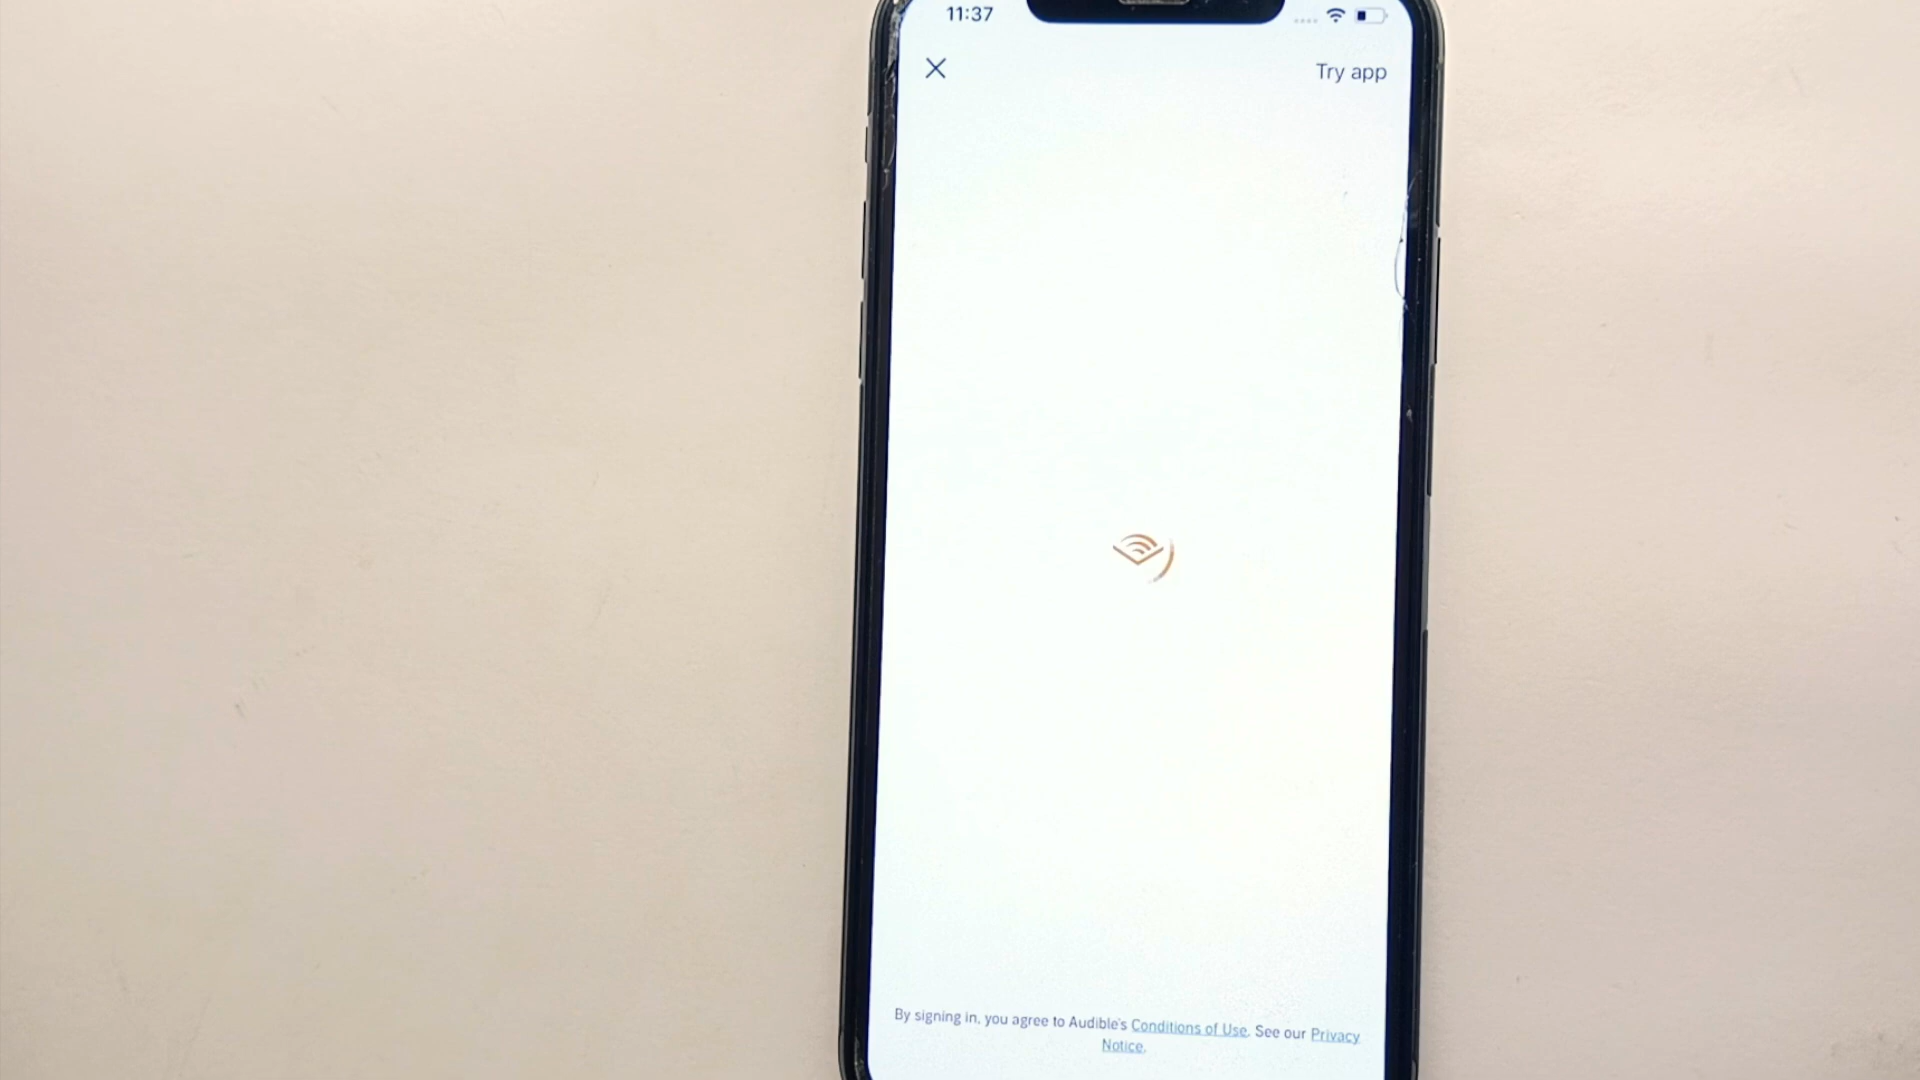 11:37
Try app
By signing in, you agree to Audible's Conditions of Use. See our Privacy
Notice.